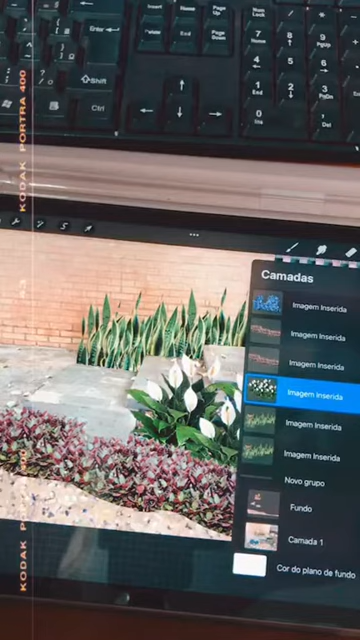 Insert
Home
Page Up
Num Lock
Enter
Delete
End
Page Down
7
Home
8
9
PgUp
4
5
6
Shift
1
End
2
3
PgDn
Ctrl
0
Ins
Del
KODAK PORTRA 400
S
Camadas
Imagem Inserida
Imagem Inserida
Imagem Inserida
Imagem Inserida
Imagem Inserida
Imagem Inserida
Novo grupo
Fundo
Camada 1
Cor do plano de fundo
KODAK PORTRA 400